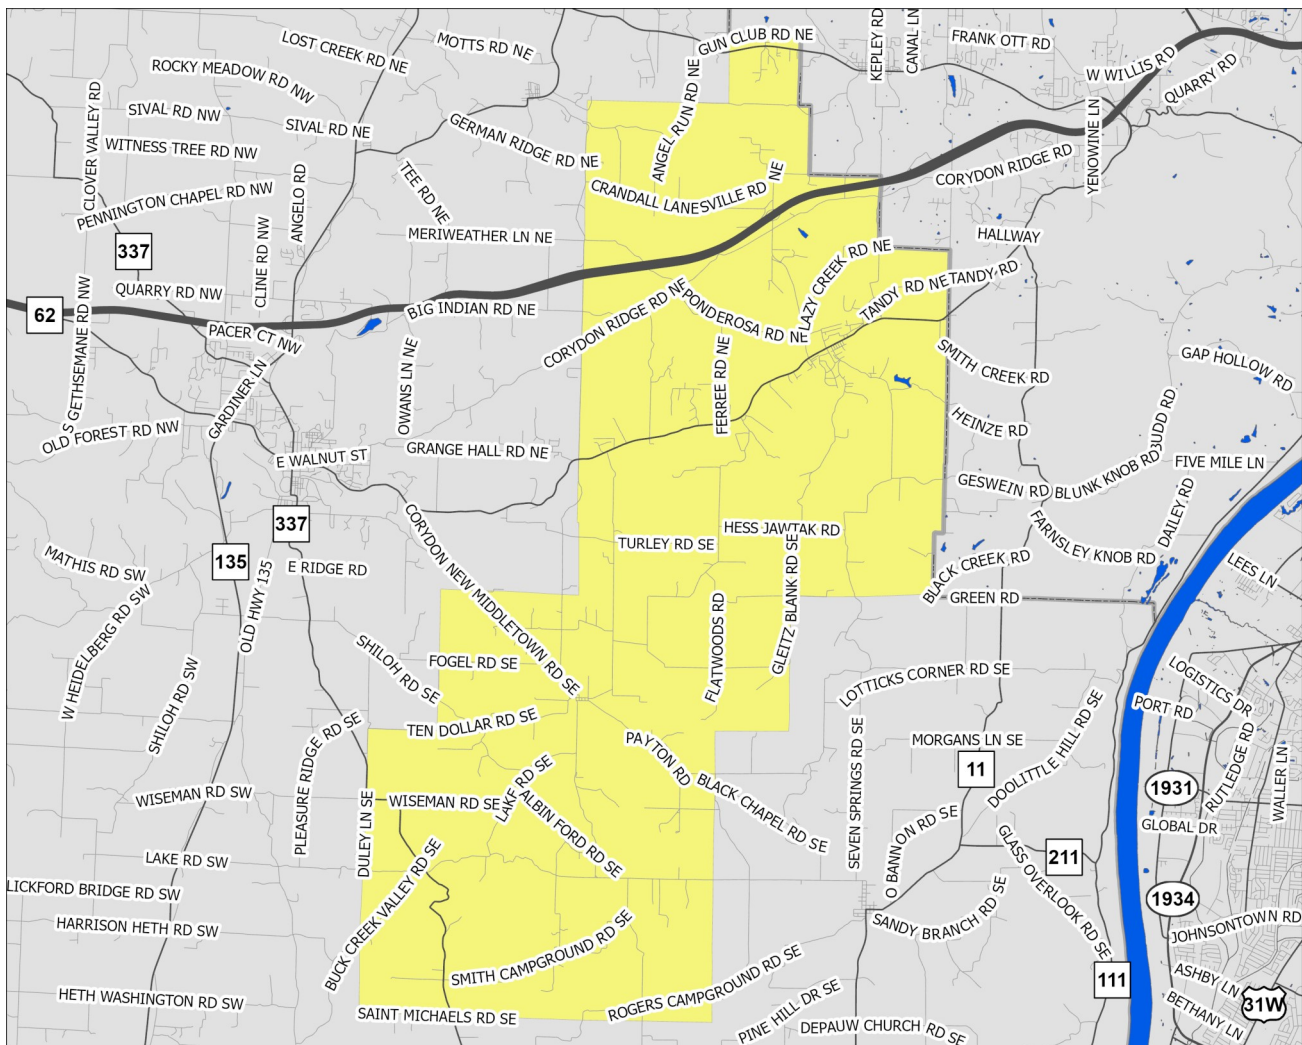 GUN CLUB RD NE
KEPLEY RD
CANAL LN
FRANK OTT RD
LOST CREEK RD NE
MOTTS RD NE
W WILLIS RD
QUARRY RD
ROCKY MEADOW RD NW
CLOVER VALLEY RD
SIVAL RD NW
SIVAL RD NE
GERMAN RIDGE RD NE
ANGEL RUN RD NE
YENOWINE LN
WITNESS TREE RD NW
CORYDON RIDGE RD
TEE RD NE
CRANDALL LANESVILLE RD NE
PENNINGTON CHAPEL RD NW
ANGELO RD
CLINE RD NW
MERIWEATHER LN NE
HALLWAY
337
LAZY CREEK RD NE
TANDY RD NE
TANDY RD
QUARRY RD NW
62
S GETHSEMANE RD NW
BIG INDIAN RD NE
CORYDON RIDGE RD NE
PONDEROSA RD NE
PACER CT NW
SMITH CREEK RD
GAP HOLLOW RD
GARDINER LN
OWANS LN NE
FERREE RD NE
HEINZE RD
BUDD RD
OLD FOREST RD NW
E WALNUT ST
GRANGE HALL RD NE
GESWEIN RD
BLUNK KNOB RD
FIVE MILE LN
337
CORYDON NEW MIDDLETOWN RD SE
HESS JAWTAK RD
TURLEY RD SE
FARNSLEY KNOB RD
DAILEY RD
135
E RIDGE RD
MATHIS RD SW
OLD HWY 135
GLEITZ BLANK RD SE
BLACK CREEK RD
GREEN RD
LEES LN
W HEIDELBERG RD SW
SHILOH RD SW
SHILOH RD SE
FOGEL RD SE
FLATWOODS RD
LOTTICKS CORNER RD SE
LOGISTICS DR
PORT RD
TEN DOLLAR RD SE
PLEASURE RIDGE RD SE
PAYTON RD
MORGANS LN SE
DOOLITTLE HILL RD SE
RUTLEDGE RD
WALLER LN
11
1931
WISEMAN RD SW
WISEMAN RD SE
LAKE RD SE
BLACK CHAPEL RD SE
SEVEN SPRINGS RD SE
DULEY LN SE
ALBIN FORD RD SE
GLOBAL DR
O BANNON RD SE
211
LAKE RD SW
GLASS OVERLOOK RD SE
LICKFORD BRIDGE RD SW
1934
BUCK CREEK VALLEY RD SE
HARRISON HETH RD SW
SANDY BRANCH RD SE
JOHNSONTOWN RD
SMITH CAMPGROUND RD SE
111
ASHBY LN
HETH WASHINGTON RD SW
ROGERS CAMPGROUND RD SE
31W
BETHANY LN
SAINT MICHAELS RD SE
PINE HILL DR SE
DEPAUW CHURCH RD SE